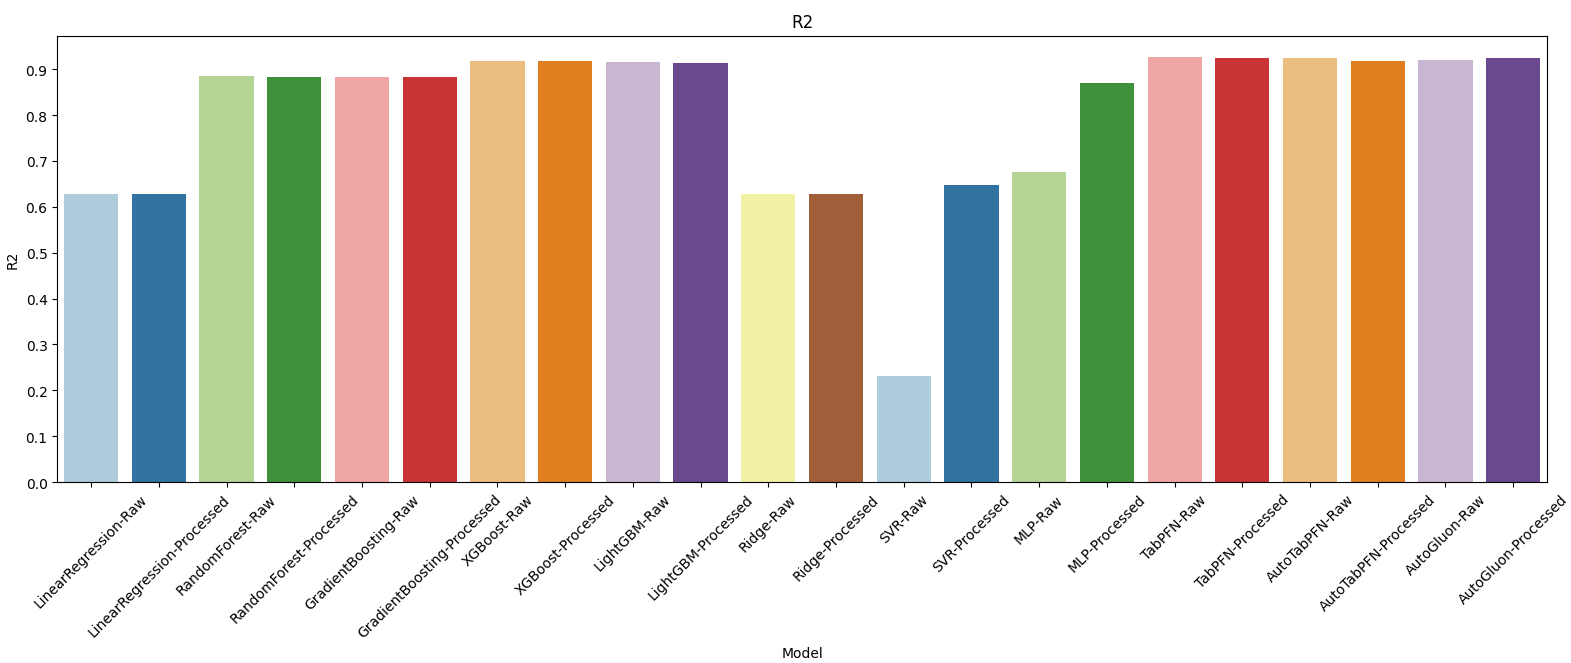 R2
R2
0.9
0.8
0.7
0.6
0.5
0.4
0.3
0.2
0.1
0.0
LinearRegression-Raw
LinearRegression-Processed
RandomForest-Raw
RandomForest-Processed
GradientBoosting-Raw
GradientBoosting-Processed
XGBoost-Raw
XGBoost-Processed
LightGBM-Raw
LightGBM-Processed
Ridge-Raw
Ridge-Processed
SVR-Raw
SVR-Processed
MLP-Raw
MLP-Processed
TabPFN-Raw
TabPFN-Processed
AutoTabPFN-Raw
AutoTabPFN-Processed
AutoGluon-Raw
AutoGluon-Processed
Model